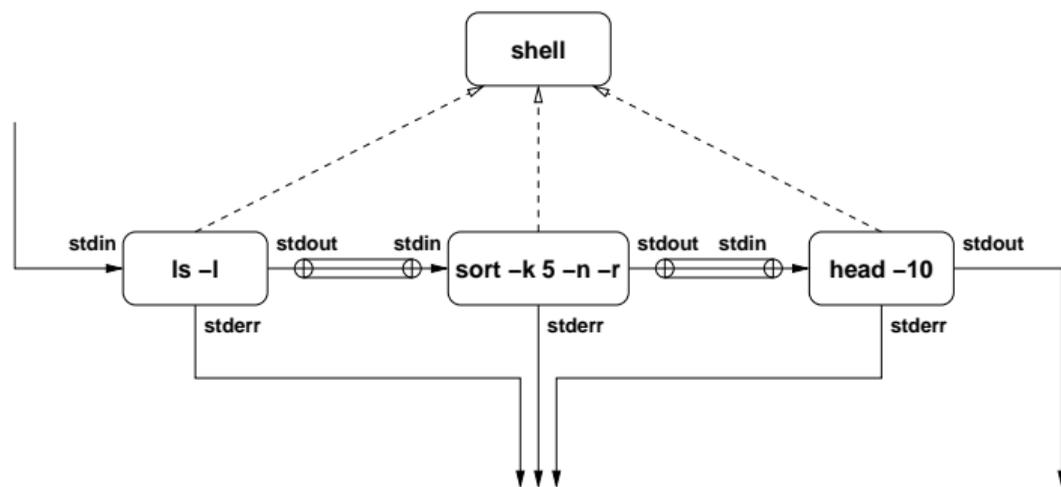 shell
stdin
stdout
stdin
stdout
stdin
stdout
ls –l
sort –k 5 –n –r
head –10
stderr
stderr
stderr